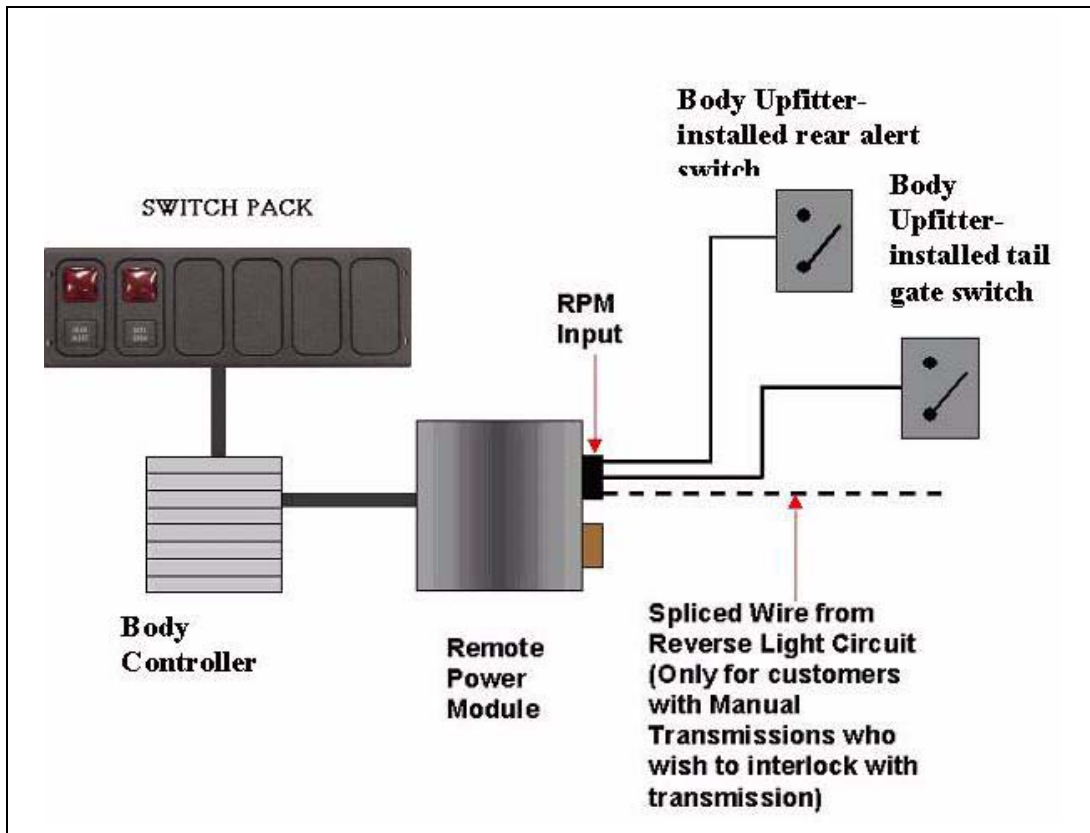 Body Upfitter-
installed rear alert
switch
Body
Upfitter-
installed tail
gate switch
SWITCH PACK
RPM
Input
Body
Controller
Remote
Power
Module
Spliced Wire from
Reverse Light Circuit
(Only for customers
with Manual
Transmissions who
wish to interlock with
transmission)